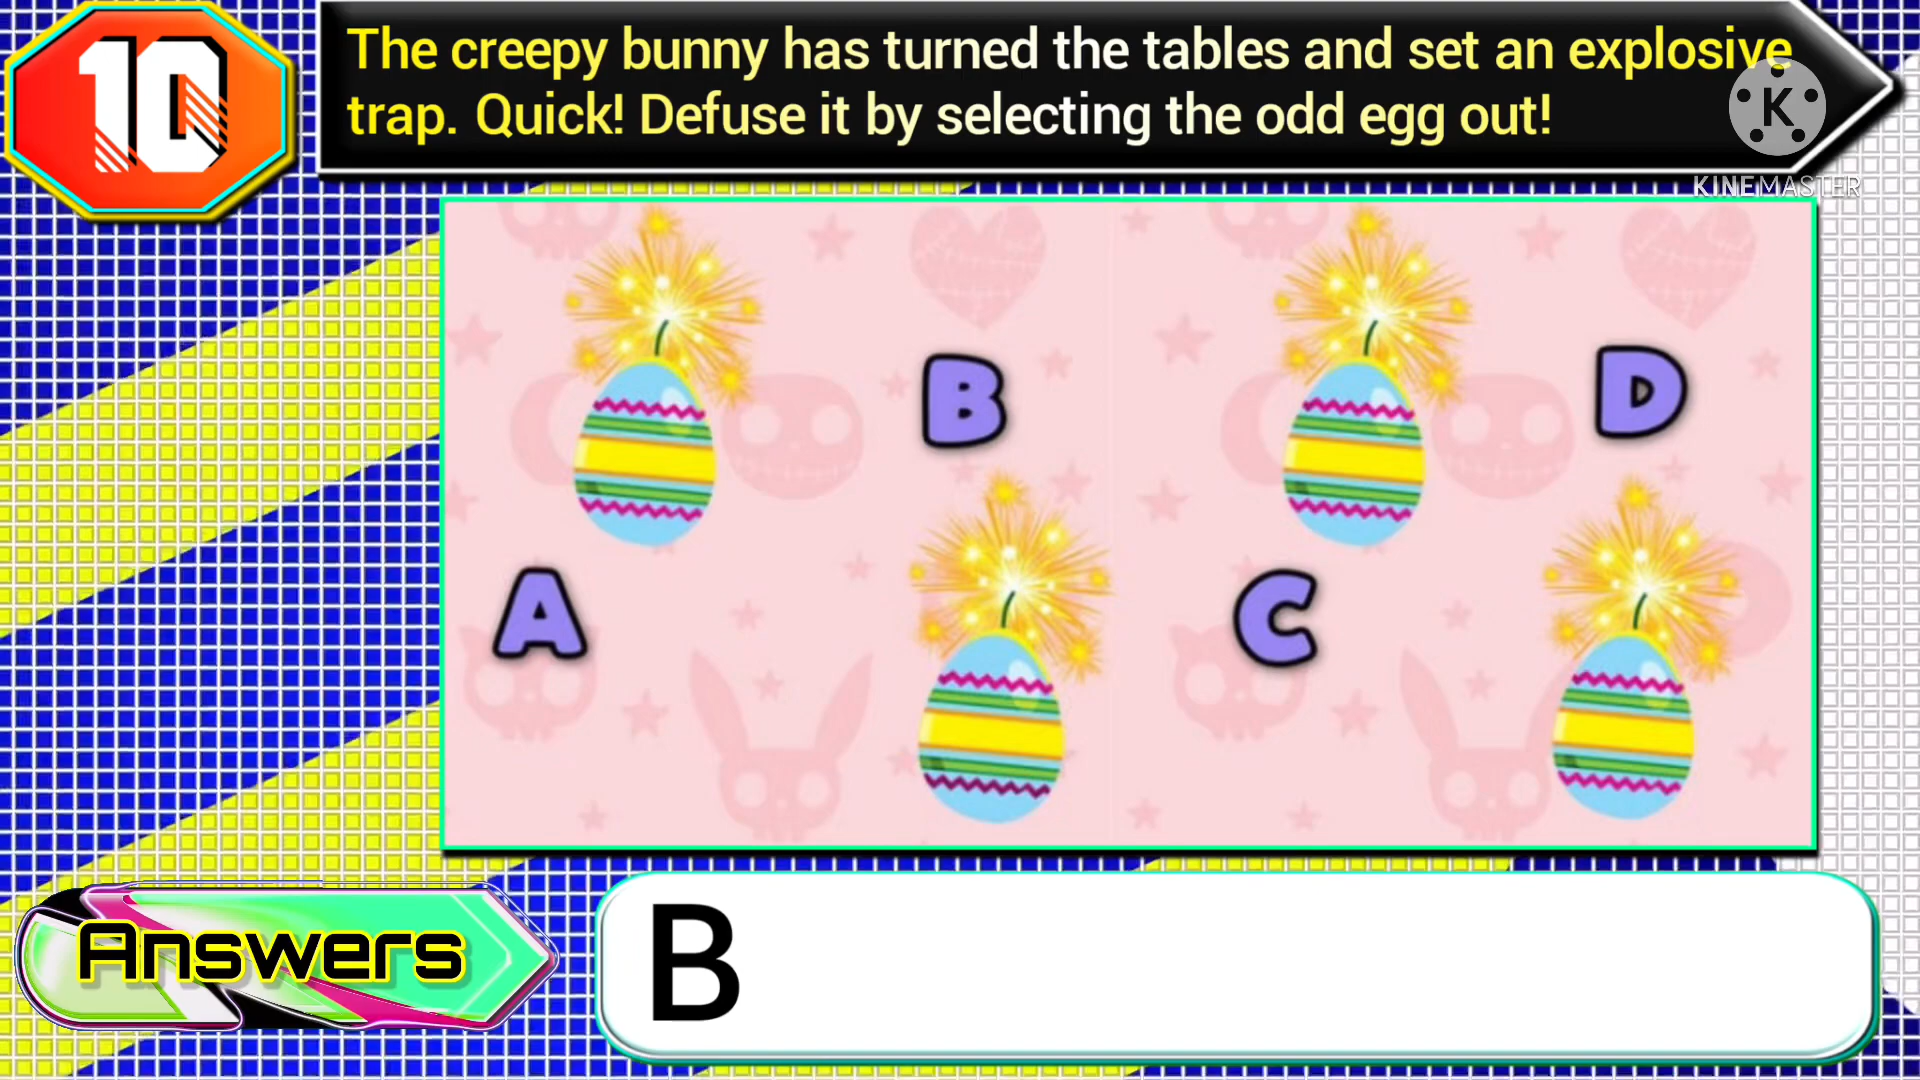 10
The creepy bunny has turned the tables and set an explosive
trap. Quick! Defuse it by selecting the odd egg out!
K
KINEMASTER
B
D
A
C
Answers
B